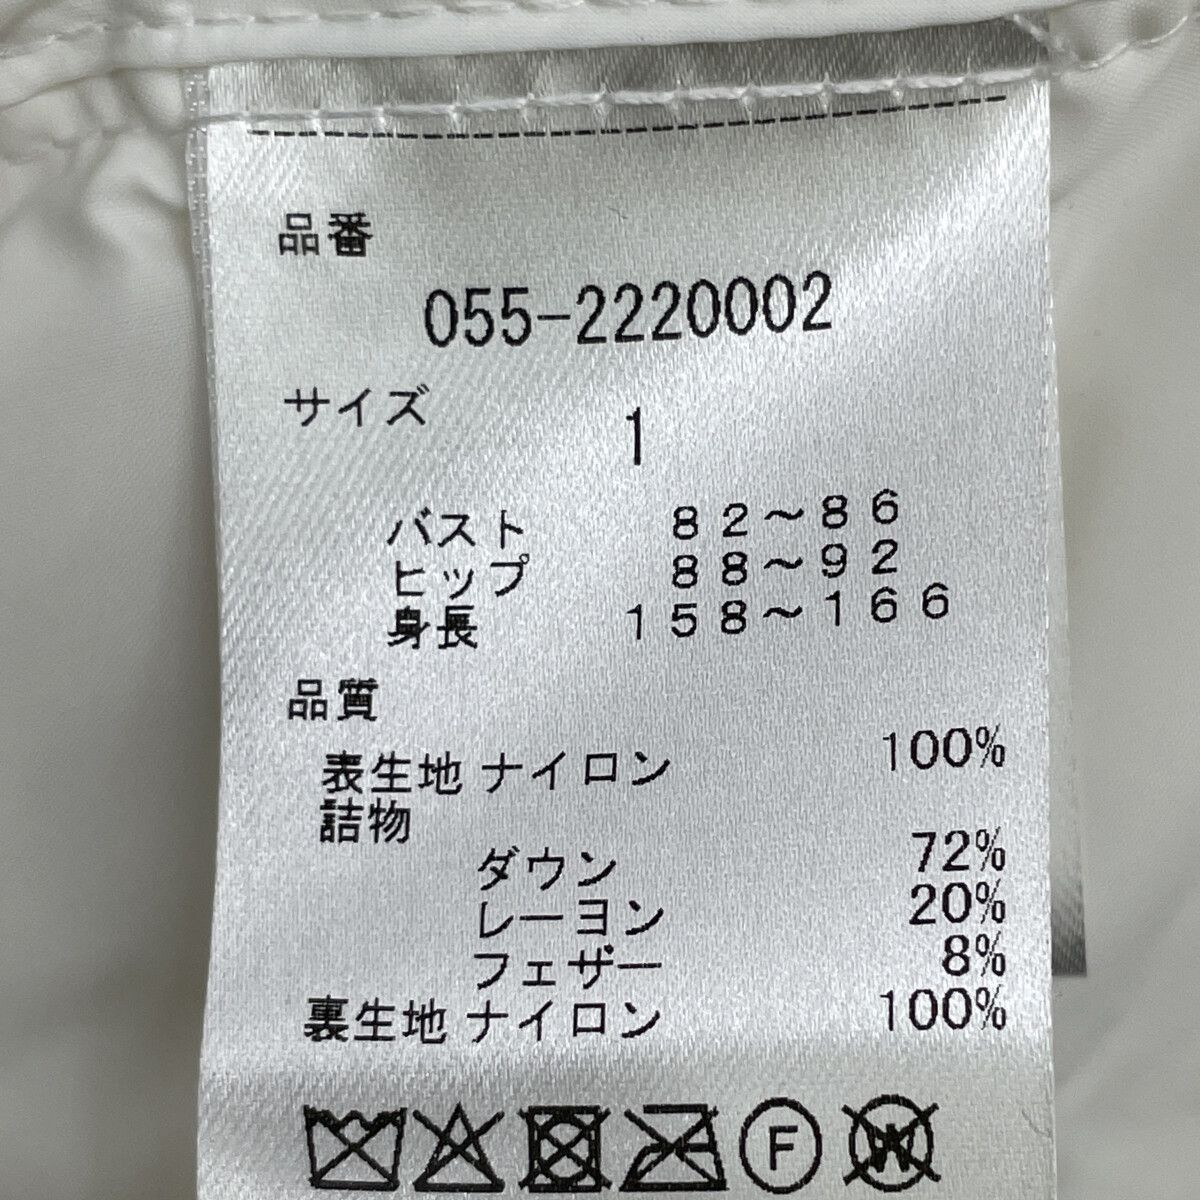 品番
055-2220002
サイズ 1
バスト 82～86
ヒップ 88～92
身長 158～166
品質
表生地 ナイロン 100%
詰物
ダウン 72%
レーヨン 20%
フェザー 8%
裏生地 ナイロン 100%
F W